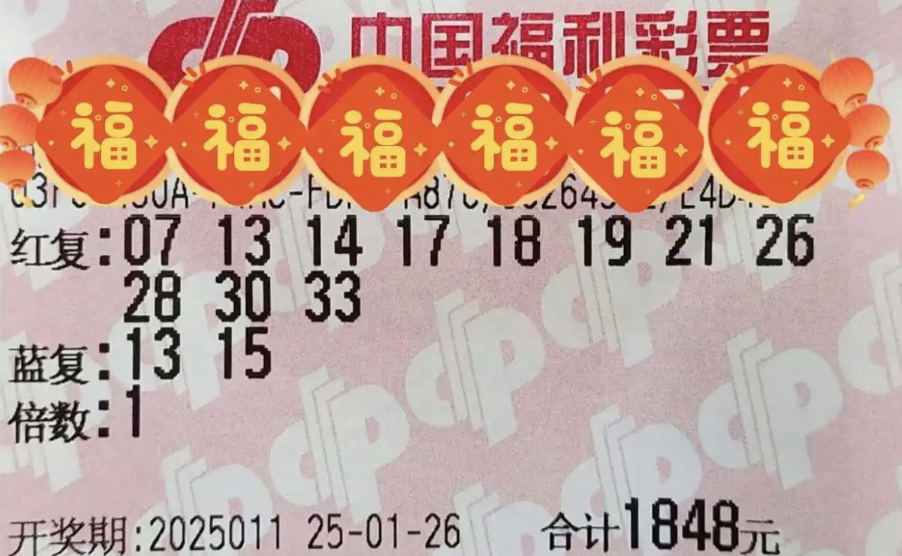 中国福利彩票
福 福 福 福 福 福
红复:07 13 14 17 18 19 21 26
28 30 33
蓝复:13 15
倍数:1
开奖期:2025011 25-01-26 合计1848元